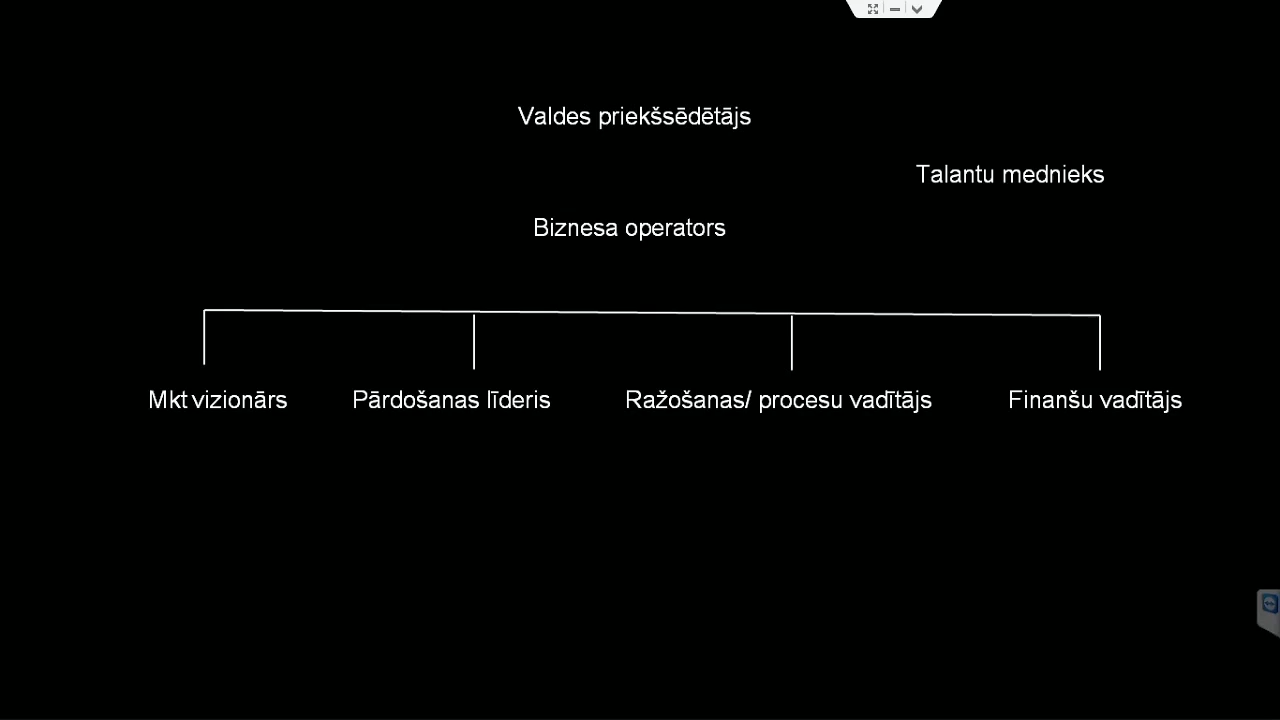 Valdes priekšsēdētājs
Talantu mednieks
Biznesa operators
Mkt vizionārs
Pārdošanas līderis
Ražošanas/ procesu vadītājs
Finanšu vadītājs